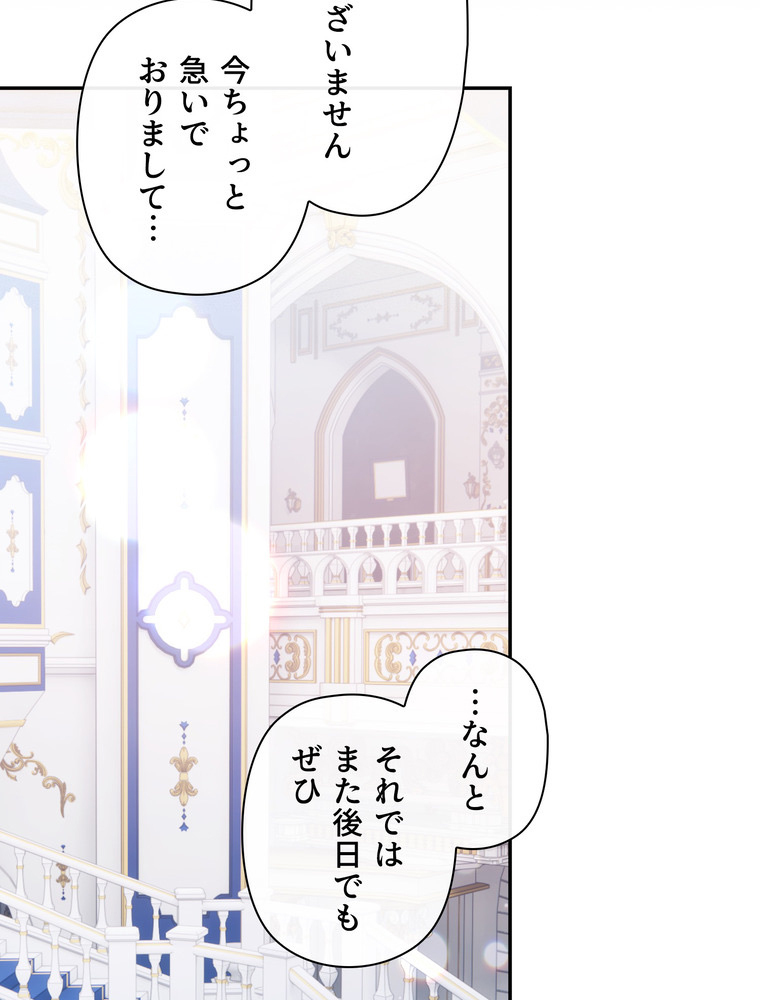 ざいません
今ちょっと
急いで
おりまして…
…なんと
それでは
また後日でも
ぜひ